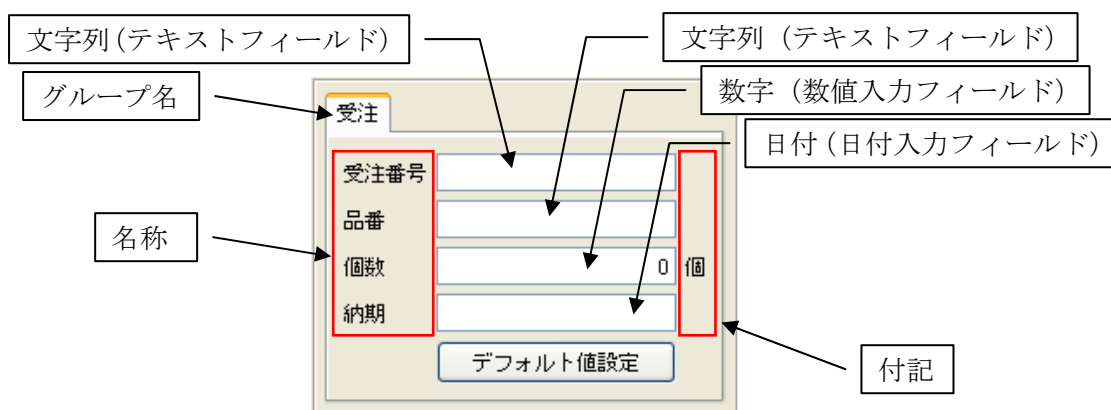 文字列(テキストフィールド)
文字列(テキストフィールド)
グループ名
数字(数値入力フィールド)
受注
日付(日付入力フィールド)
受注番号
品番
名称
個数 0 個
納期
デフォルト値設定
付記